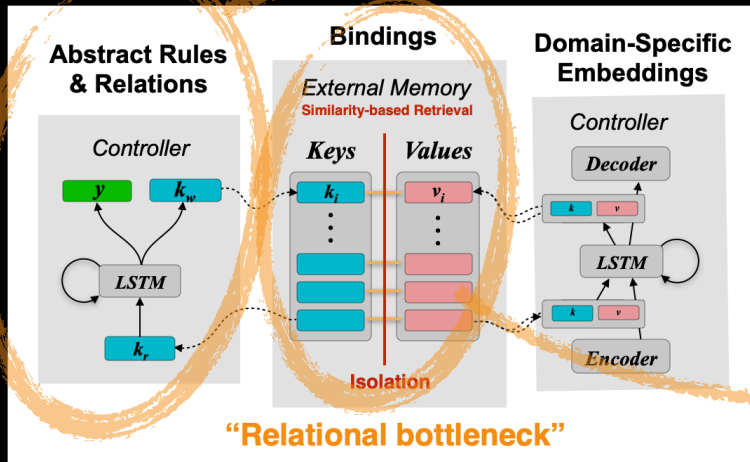 Abstract Rules
& Relations
Controller
y
k_w
LSTM
k_r
Bindings
External Memory
Similarity-based Retrieval
Keys
Values
k_i
v_i
Isolation
Domain-Specific
Embeddings
Controller
Decoder
k
v
LSTM
k
v
Encoder
“Relational bottleneck”